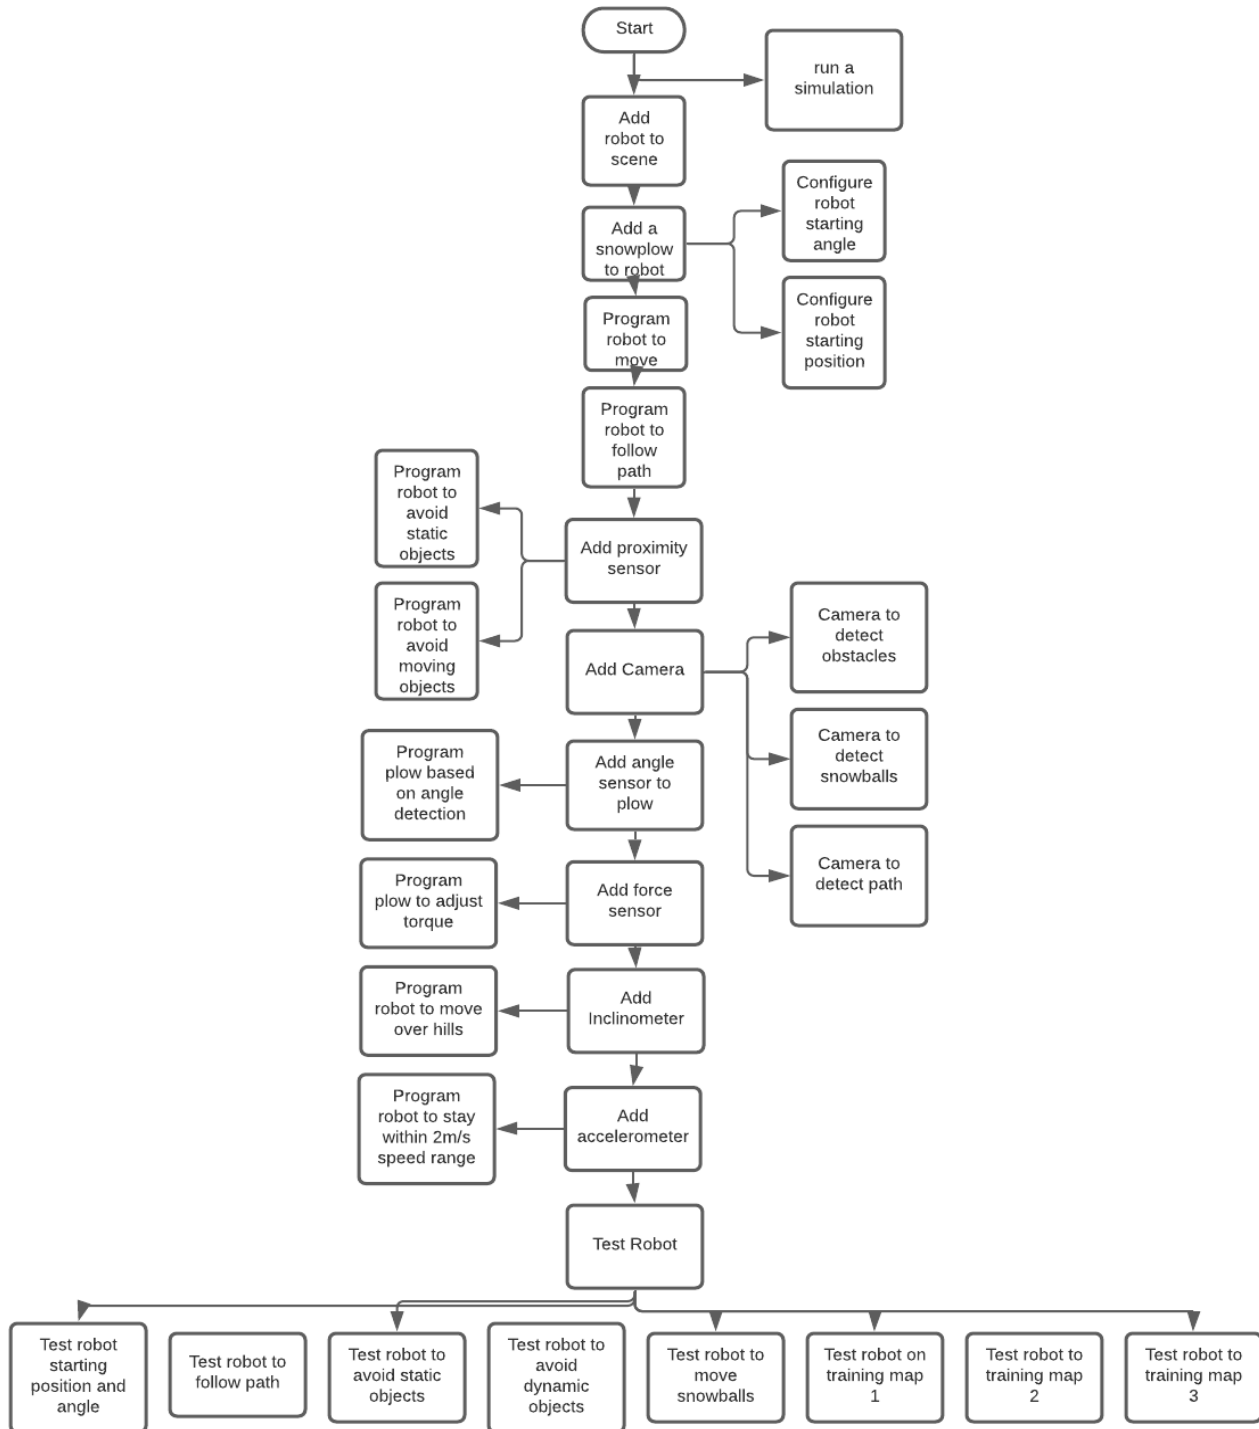 Start
run a
simulation
Add
robot to
scene
Configure
robot
starting
angle
Add a
snowplow
to robot
Configure
robot
starting
position
Program
robot to
move
Program
robot to
follow
path
Program
robot to
avoid
static
objects
Add proximity
sensor
Program
robot to
avoid
moving
objects
Camera to
detect
obstacles
Add Camera
Camera to
detect
snowballs
Program
plow based
on angle
detection
Add angle
sensor to
plow
Camera to
detect path
Program
plow to adjust
torque
Add force
sensor
Program
robot to move
over hills
Add
Inclinometer
Program
robot to stay
within 2m/s
speed range
Add
accelerometer
Test Robot
Test robot
starting
position and
angle
Test robot to
follow path
Test robot to
avoid static
objects
Test robot to
avoid
dynamic
objects
Test robot to
move
snowballs
Test robot on
training map
1
Test robot to
training map
2
Test robot to
training map
3